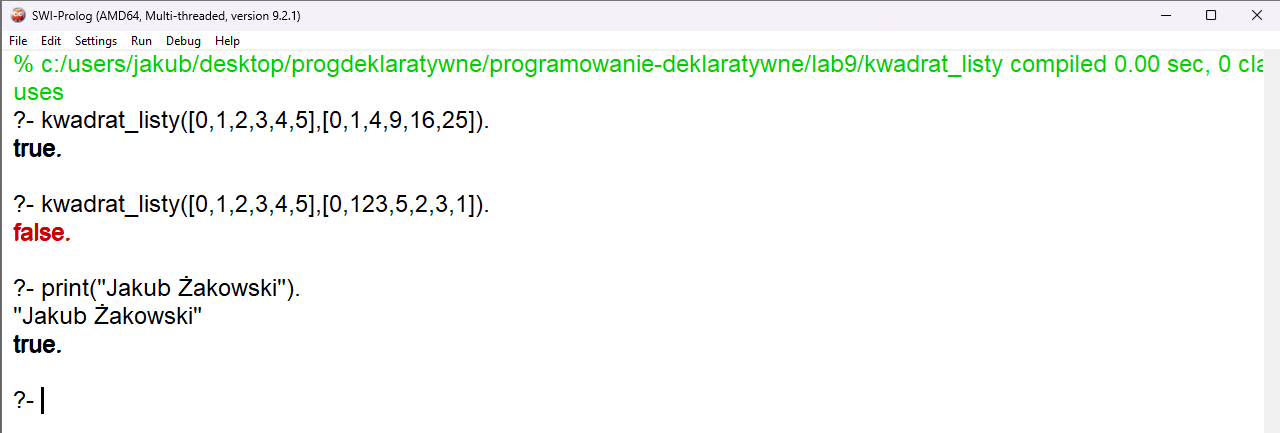 SWI-Prolog (AMD64, Multi-threaded, version 9.2.1)
File Edit Settings Run Debug Help
% c:/users/jakub/desktop/progdeklaratywne/programowanie-deklaratywne/lab9/kwadrat_listy compiled 0.00 sec, 0 cla
uses
?- kwadrat_listy([0,1,2,3,4,5],[0,1,4,9,16,25]).
true.
?- kwadrat_listy([0,1,2,3,4,5],[0,123,5,2,3,1]).
false.
?- print("Jakub Żakowski").
"Jakub Żakowski"
true.
?-